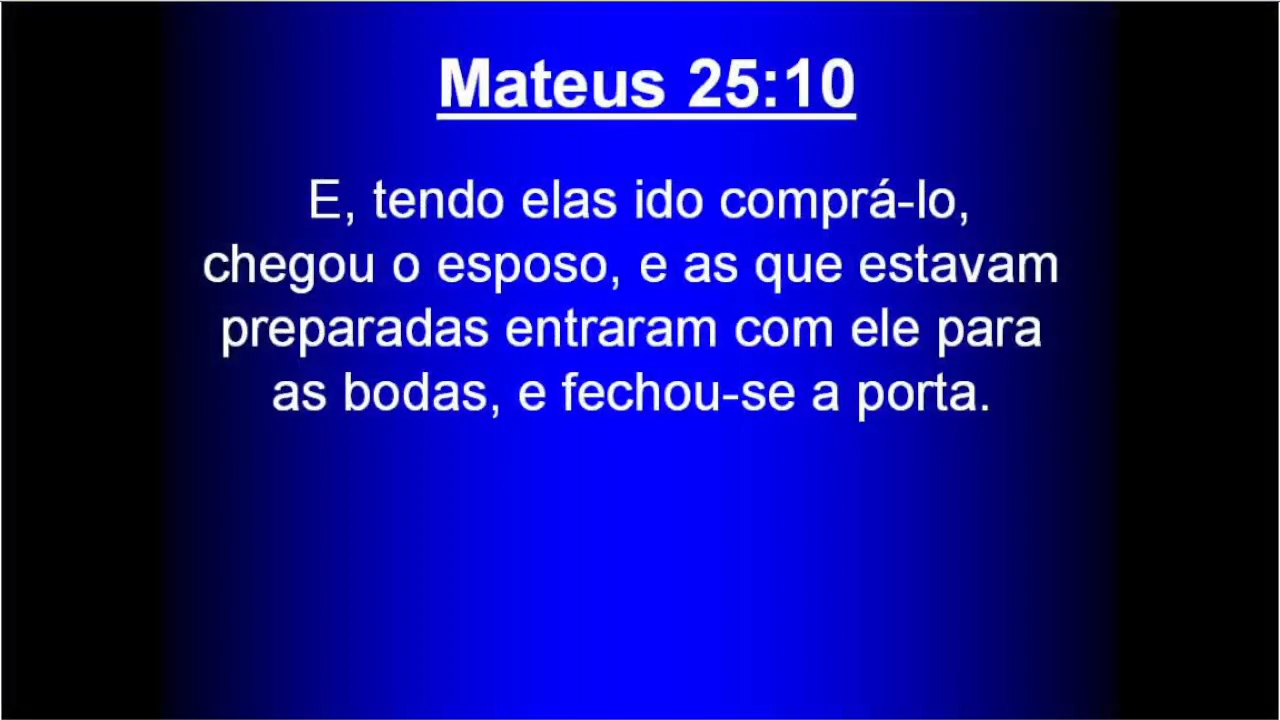 Mateus 25:10
E, tendo elas ido comprá-lo,
chegou o esposo, e as que estavam
preparadas entraram com ele para
as bodas, e fechou-se a porta.